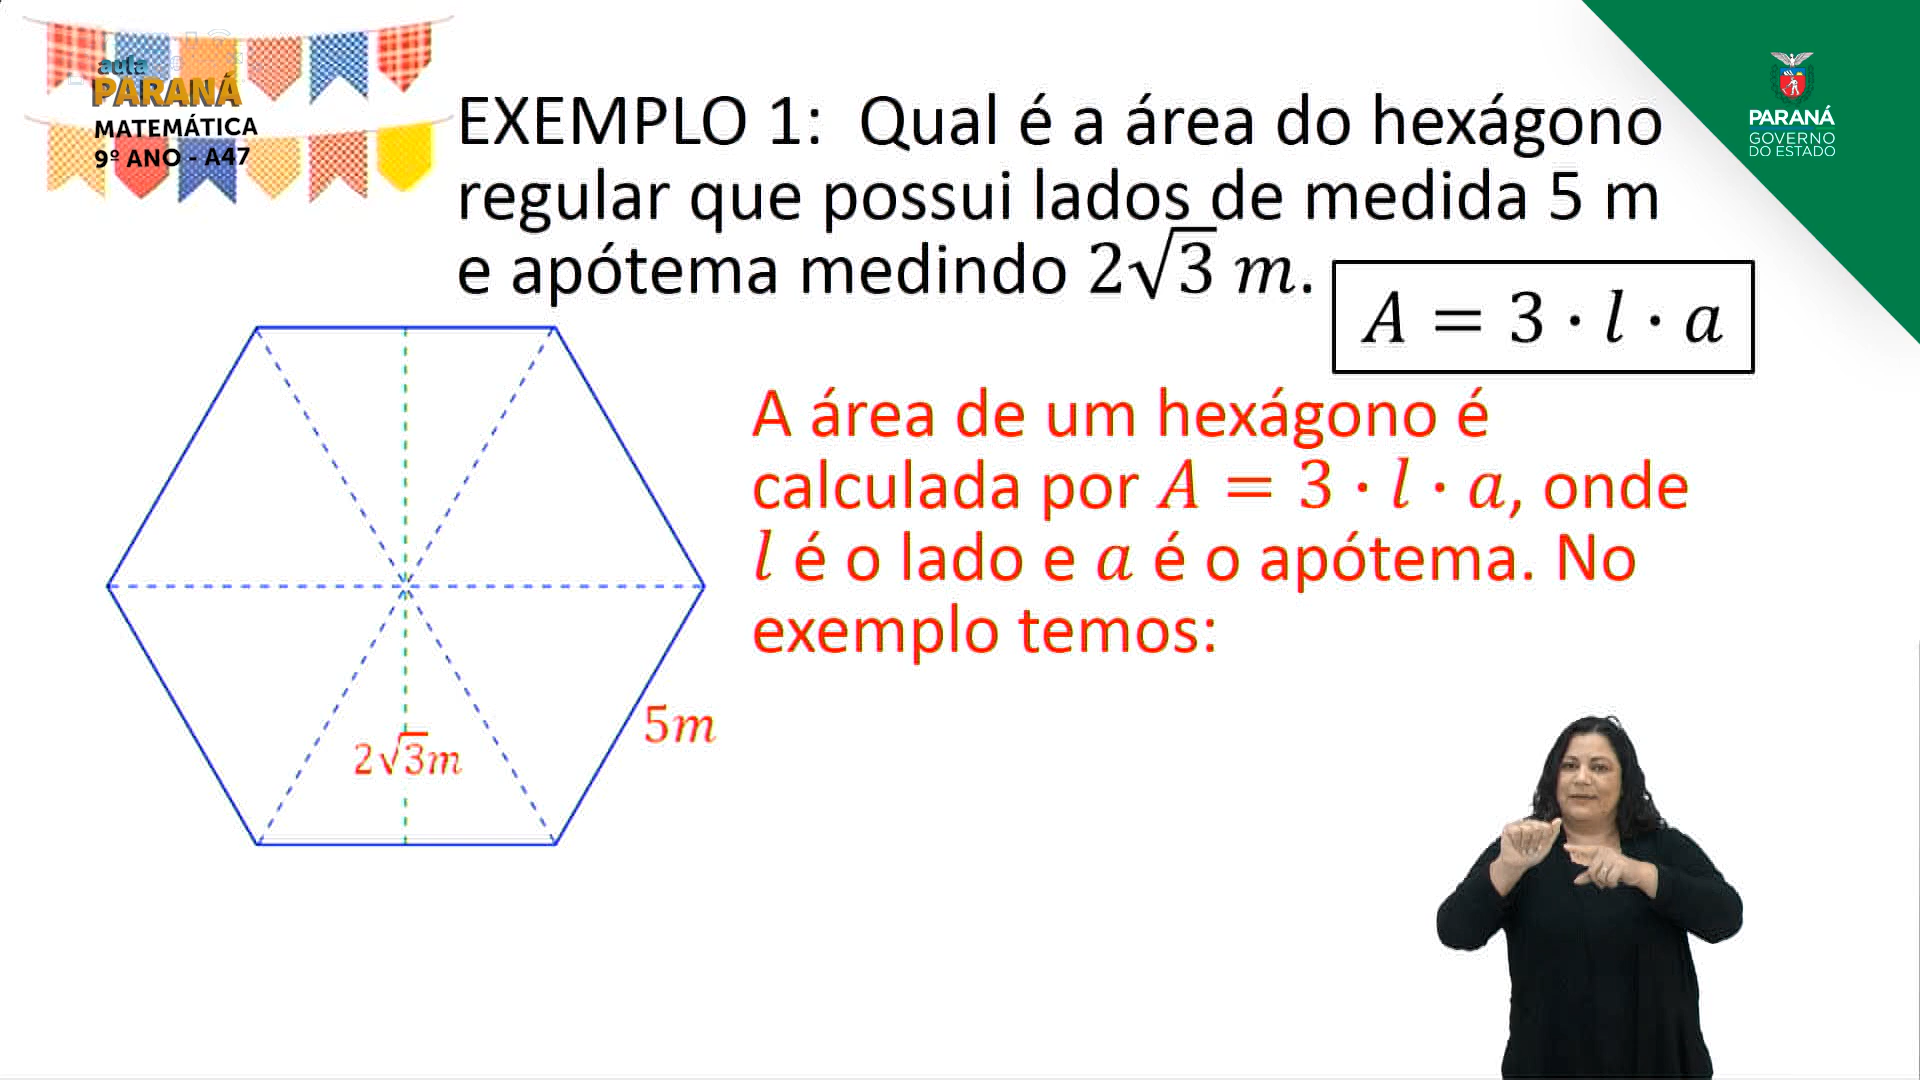 aula
PARANÁ
MATEMÁTICA
9º ANO - A47
EXEMPLO 1: Qual é a área do hexágono
regular que possui lados de medida 5 m
e apótema medindo 2√3 m.
PARANÁ
GOVERNO
DO ESTADO
A = 3 · l · a
A área de um hexágono é
calculada por A = 3 · l · a, onde
l é o lado e a é o apótema. No
exemplo temos:
5m
2√3m